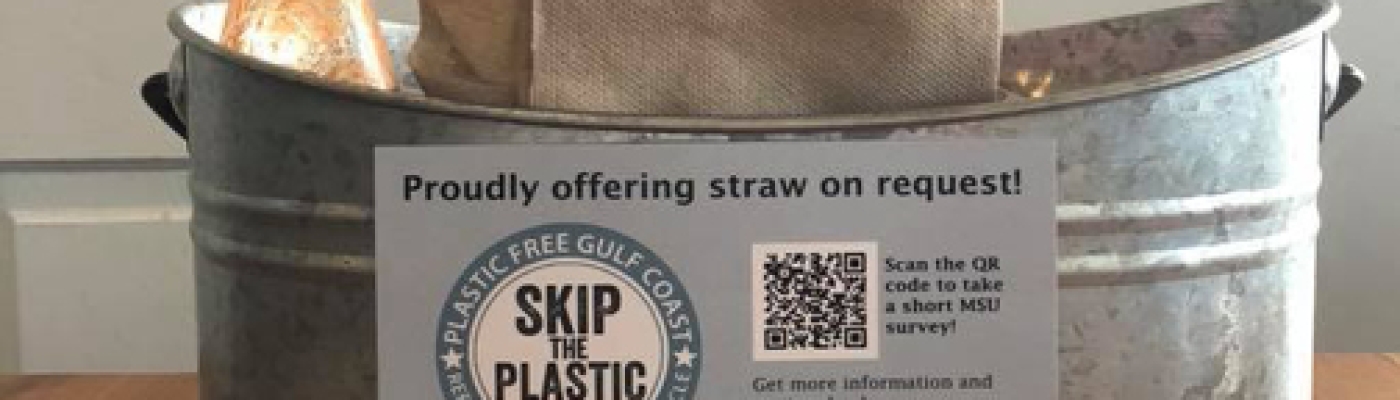 Proudly offering straw on request!
PLASTIC FREE GULF COAST
SKIP
THE
PLASTIC
Scan the QR
code to take
a short MSU
survey!
Get more information and